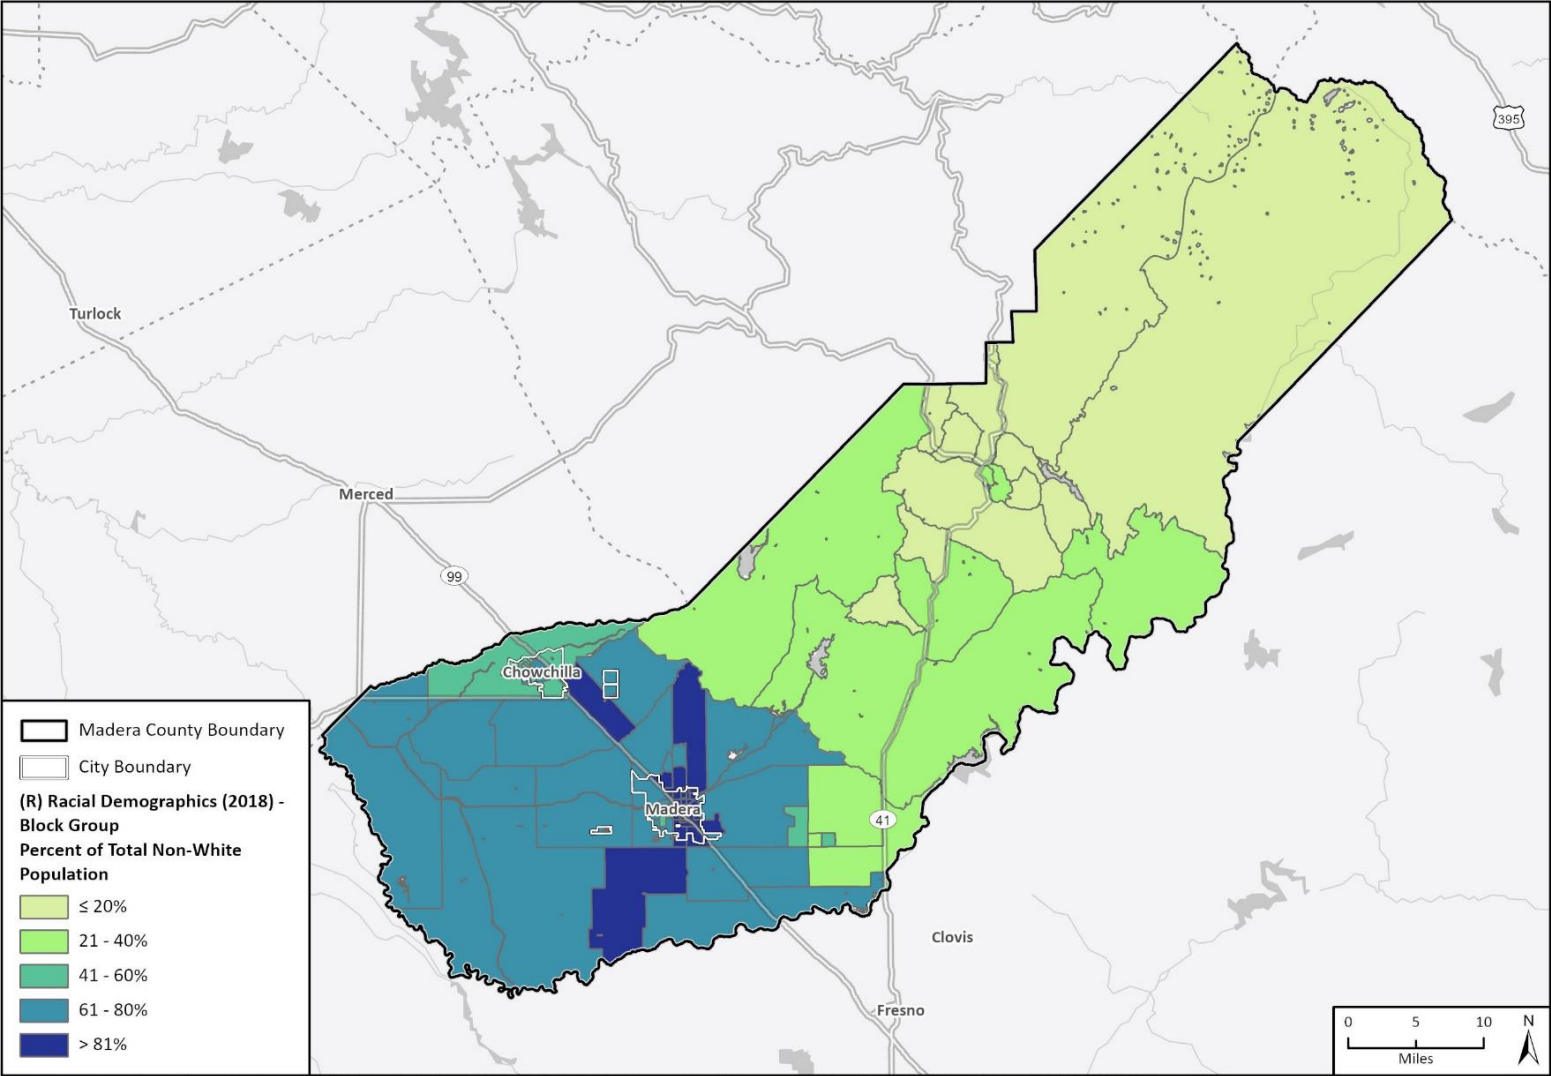 395
Turlock
Merced
99
Chowchilla
Madera
41
Clovis
Fresno
Madera County Boundary
City Boundary
(R) Racial Demographics (2018) -
Block Group
Percent of Total Non-White
Population
≤ 20%
21 - 40%
41 - 60%
61 - 80%
> 81%
0 5 10 N
Miles